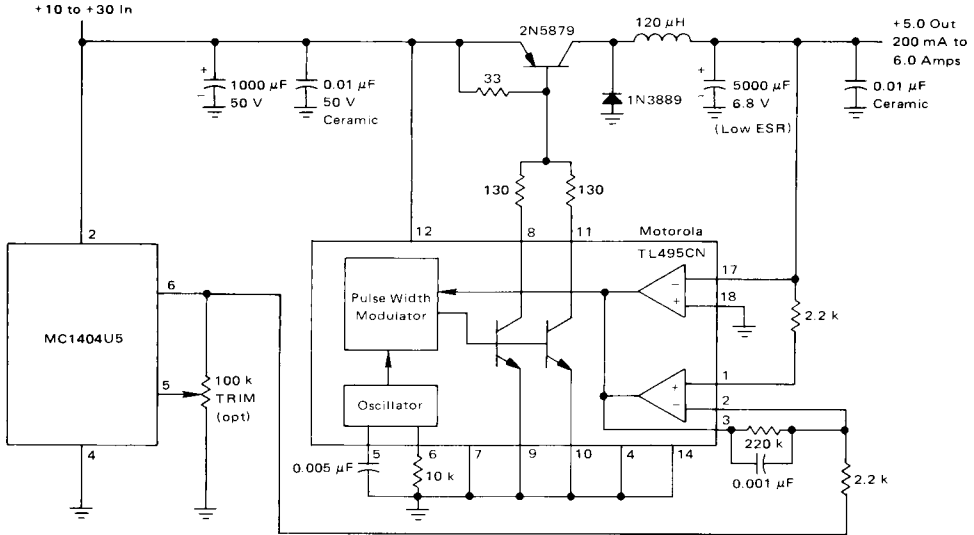 +10 to +30 In
2N5879
120 µH
+5.0 Out
200 mA to
6.0 Amps
+
1000 µF
50 V
−
0.01 µF
50 V
Ceramic
33
1N3889
+
5000 µF
6.8 V
−
(Low ESR)
0.01 µF
Ceramic
130
130
12
8
11
Motorola
TL495CN
2
6
MC1404U5
5
4
100 k
TRIM
(opt)
Pulse Width
Modulator
Oscillator
−
+
17
18
2.2 k
+
−
1
2
3
220 k
0.001 µF
2.2 k
5
6
7
9
10
4
14
0.005 µF
10 k